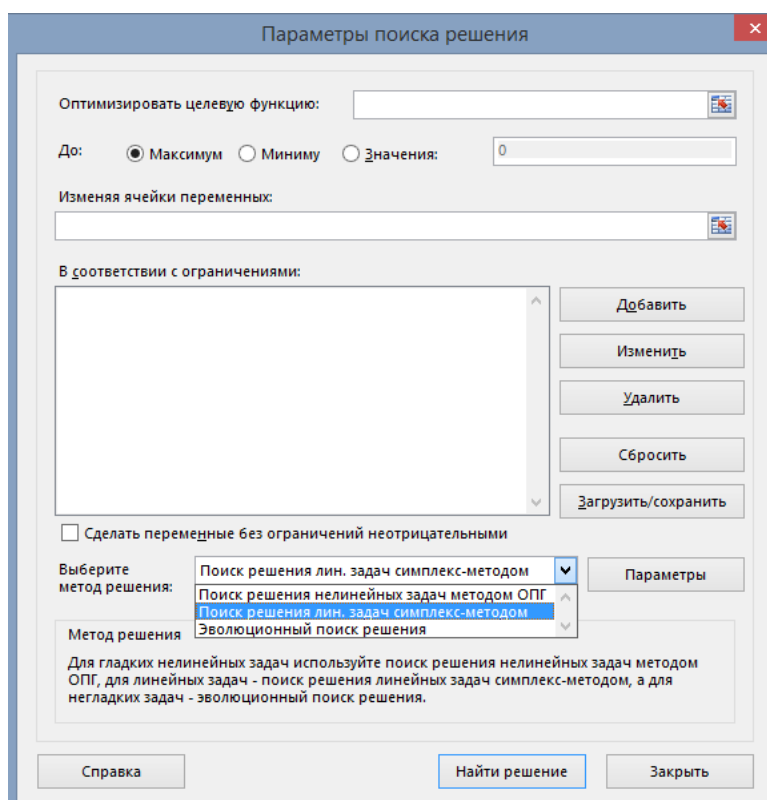 Параметры поиска решения
Оптимизировать целевую функцию:
До: Максимум Миниму Значения: 0
Изменяя ячейки переменных:
В соответствии с ограничениями:
Добавить
Изменить
Удалить
Сбросить
Загрузить/сохранить
Сделать переменные без ограничений неотрицательными
Выберите
метод решения:
Поиск решения лин. задач симплекс-методом
Параметры
Поиск решения нелинейных задач методом ОПГ
Поиск решения лин. задач симплекс-методом
Эволюционный поиск решения
Метод решения
Для гладких нелинейных задач используйте поиск решения нелинейных задач методом
ОПГ, для линейных задач - поиск решения линейных задач симплекс-методом, а для
негладких задач - эволюционный поиск решения.
Справка
Найти решение
Закрыть